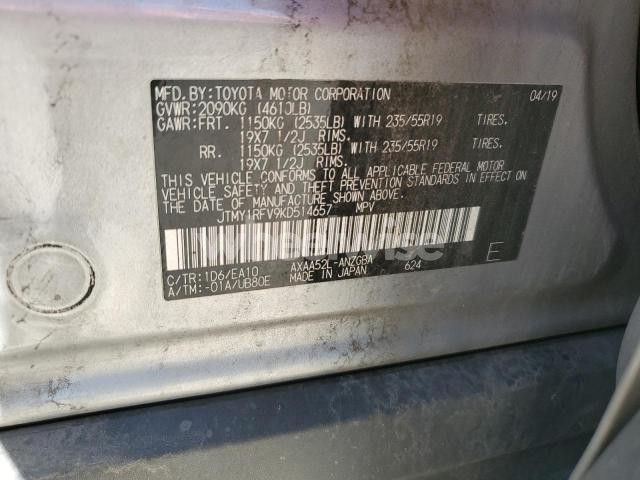 MFD. BY: TOYOTA MOTOR CORPORATION 04/19
GVWR: 2090KG (4610LB)
GAWR: FRT. 1150KG (2535LB) WITH 235/55R19 TIRES.
19X7 1/2J RIMS.
RR. 1150KG (2535LB) WITH 235/55R19 TIRES.
19X7 1/2J RIMS.
THIS VEHICLE CONFORMS TO ALL APPLICABLE FEDERAL MOTOR
VEHICLE SAFETY AND THEFT PREVENTION STANDARDS IN EFFECT ON
THE DATE OF MANUFACTURE SHOWN ABOVE.
JTMY1RFV9KD514657 MPV
C/TR: 1D6/EA10 AXAA52L-ANZGBA 624 E
A/TM: -01A/UB80E MADE IN JAPAN